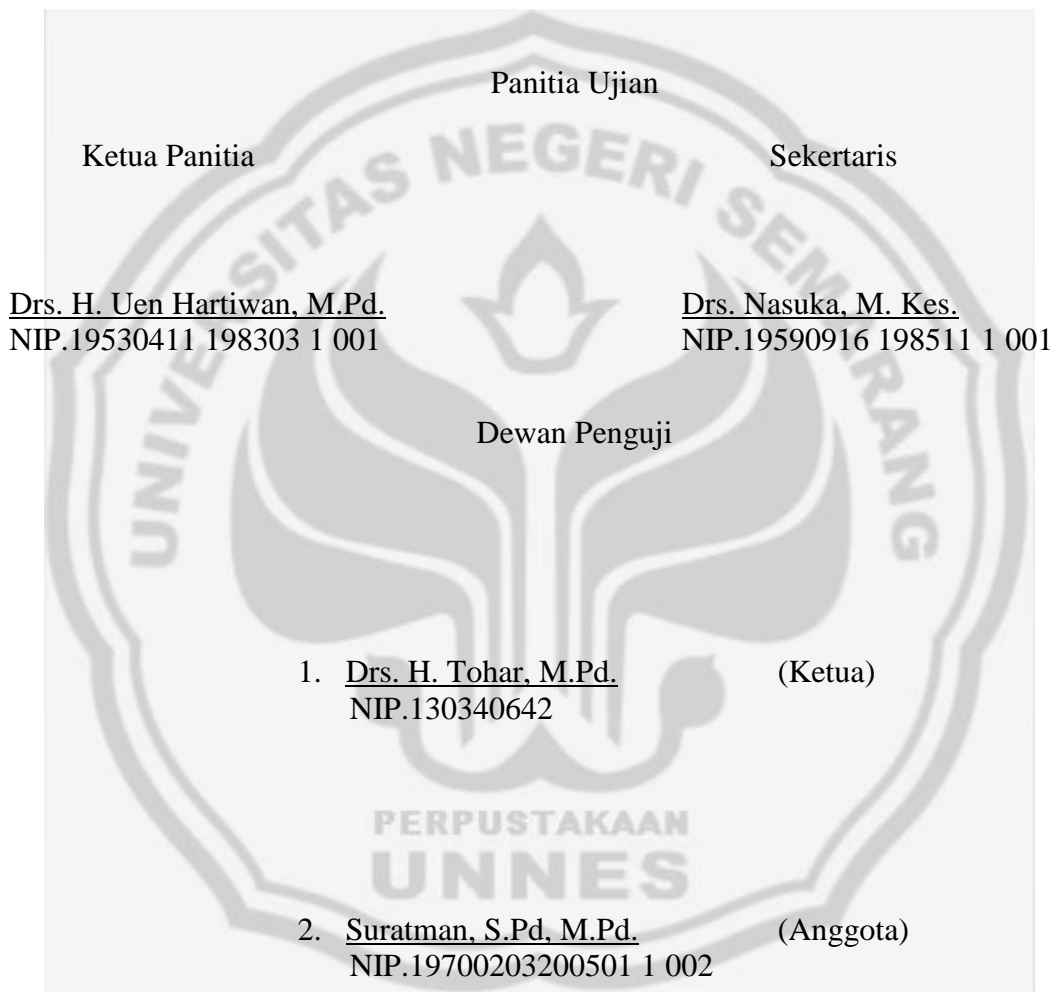 Panitia Ujian
Ketua Panitia Sekertaris
Drs. H. Uen Hartiwan, M.Pd. Drs. Nasuka, M. Kes.
NIP.19530411 198303 1 001 NIP.19590916 198511 1 001
Dewan Penguji
1. Drs. H. Tohar, M.Pd. (Ketua)
NIP.130340642
2. Suratman, S.Pd, M.Pd. (Anggota)
NIP.19700203200501 1 002
UNIVERSITAS NEGERI SEMARANG
PERPUSTAKAAN
UNNES